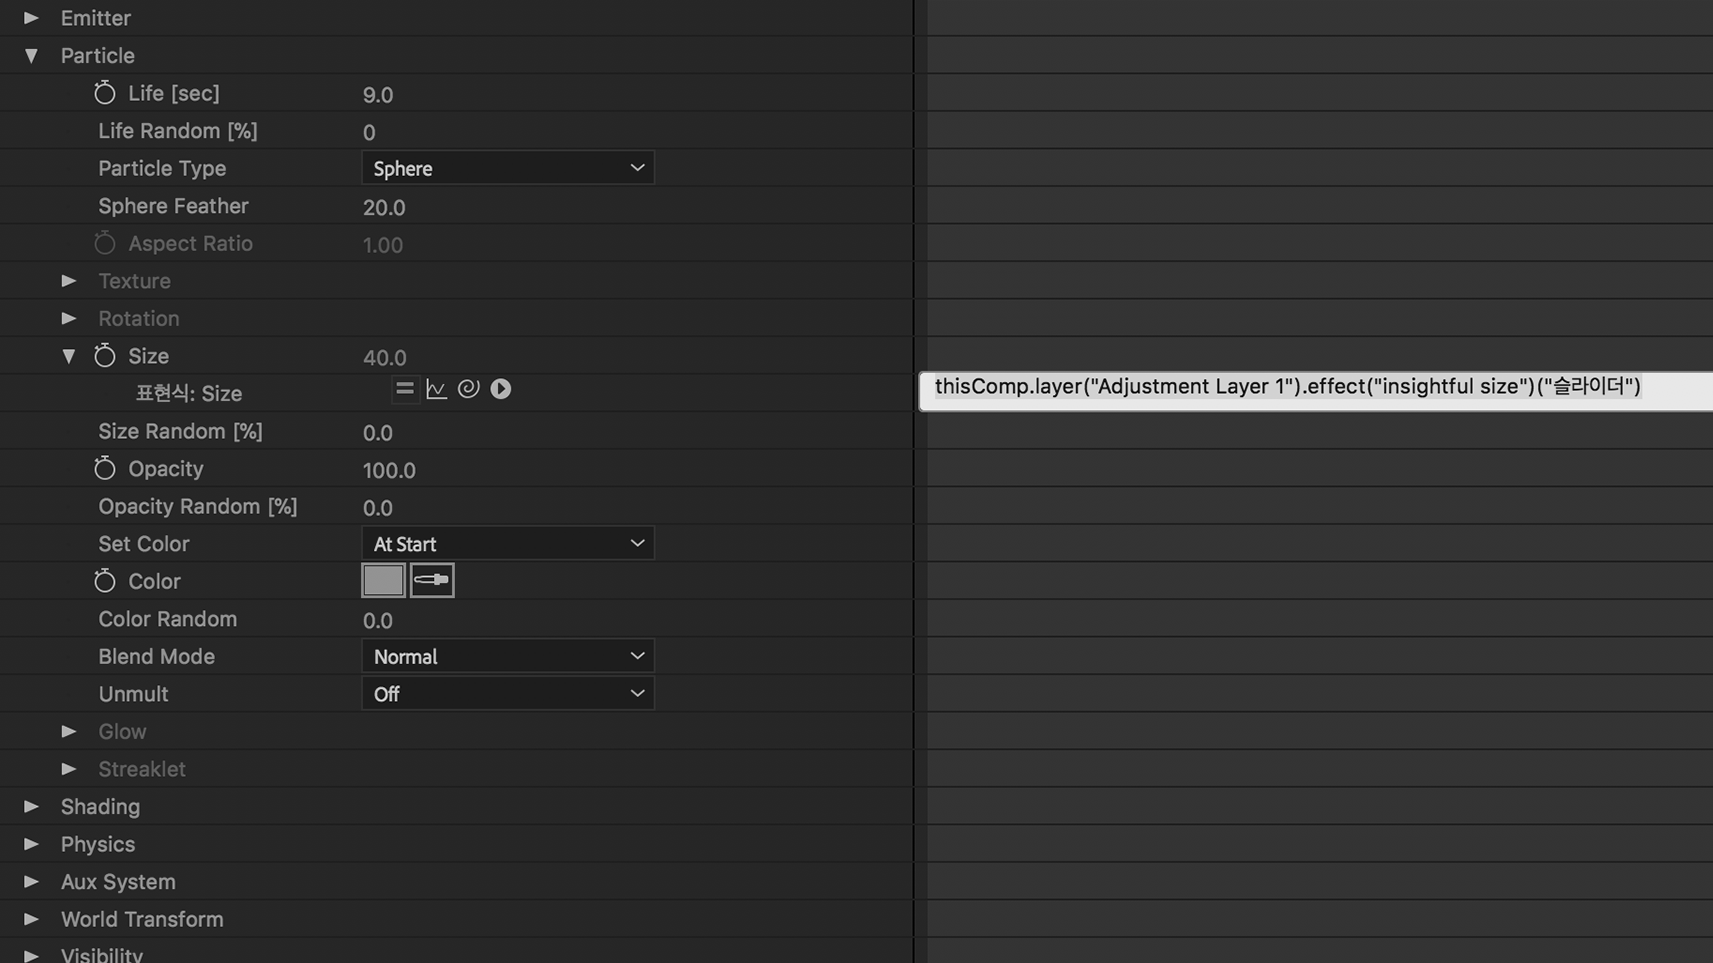 Emitter
Particle
Life [sec] 9.0
Life Random [%] 0
Particle Type Sphere
Sphere Feather 20.0
Aspect Ratio 1.00
Texture
Rotation
Size 40.0
표현식: Size thisComp.layer("Adjustment Layer 1").effect("insightful size")("슬라이더")
Size Random [%] 0.0
Opacity 100.0
Opacity Random [%] 0.0
Set Color At Start
Color
Color Random 0.0
Blend Mode Normal
Unmult Off
Glow
Streaklet
Shading
Physics
Aux System
World Transform
Visibility